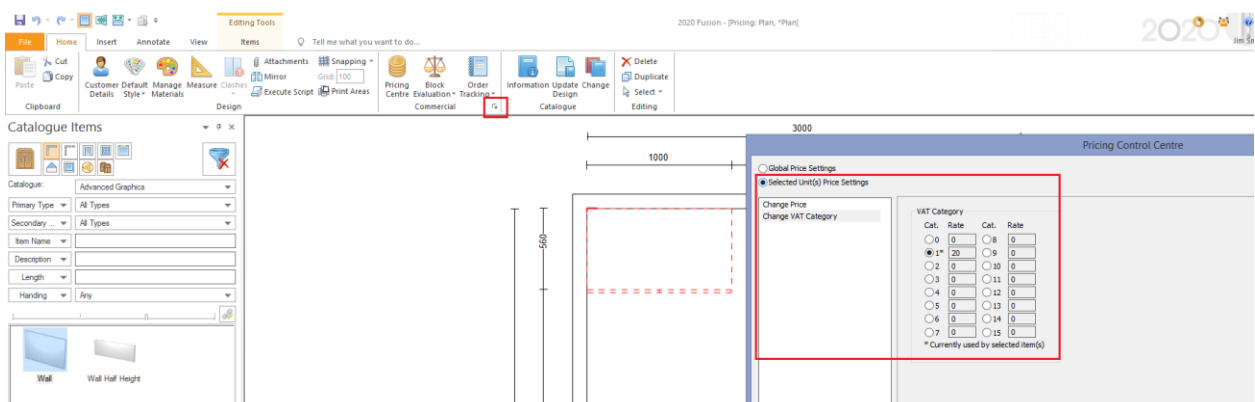 Editing Tools
2020 Fusion - [Pricing: Plan, *Plan]
2020
File Home Insert Annotate View Items Tell me what you want to do...
Jim
Paste
Cut
Copy
Clipboard
Customer Details
Default Style
Manage Materials
Measure
Clashes
Attachments
Mirror
Execute Script
Snapping
Grid: 100
Print Areas
Design
Pricing Centre
Block Evaluation
Order Tracking
Commercial
Information
Update Design
Change
Catalogue
Delete
Duplicate
Select
Editing
Catalogue Items
Catalogue: Advanced Graphica
Primary Type All Types
Secondary ... All Types
Item Name
Description
Length
Handing Any
Wall
Wall Half Height
3000
1000
560
Pricing Control Centre
Global Price Settings
Selected Unit(s) Price Settings
Change Price
Change VAT Category
VAT Category
Cat. Rate Cat. Rate
0 0 8 0
1* 20 9 0
2 0 10 0
3 0 11 0
4 0 12 0
5 0 13 0
6 0 14 0
7 0 15 0
* Currently used by selected item(s)